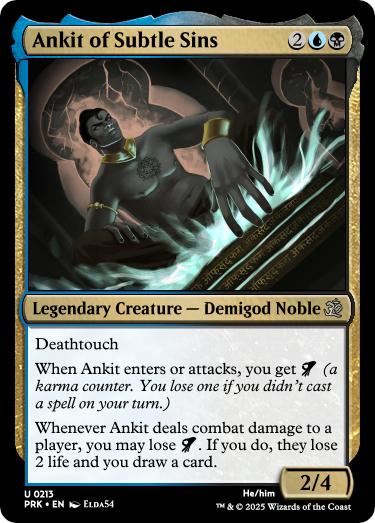 Ankit of Subtle Sins 2
Legendary Creature — Demigod Noble
Deathtouch
When Ankit enters or attacks, you get (a
karma counter. You lose one if you didn't cast
a spell on your turn.)
Whenever Ankit deals combat damage to a
player, you may lose . If you do, they lose
2 life and you draw a card.
2/4
U 0213 He/him
PRK • EN ELDA54 ™ & © 2025 Wizards of the Coast